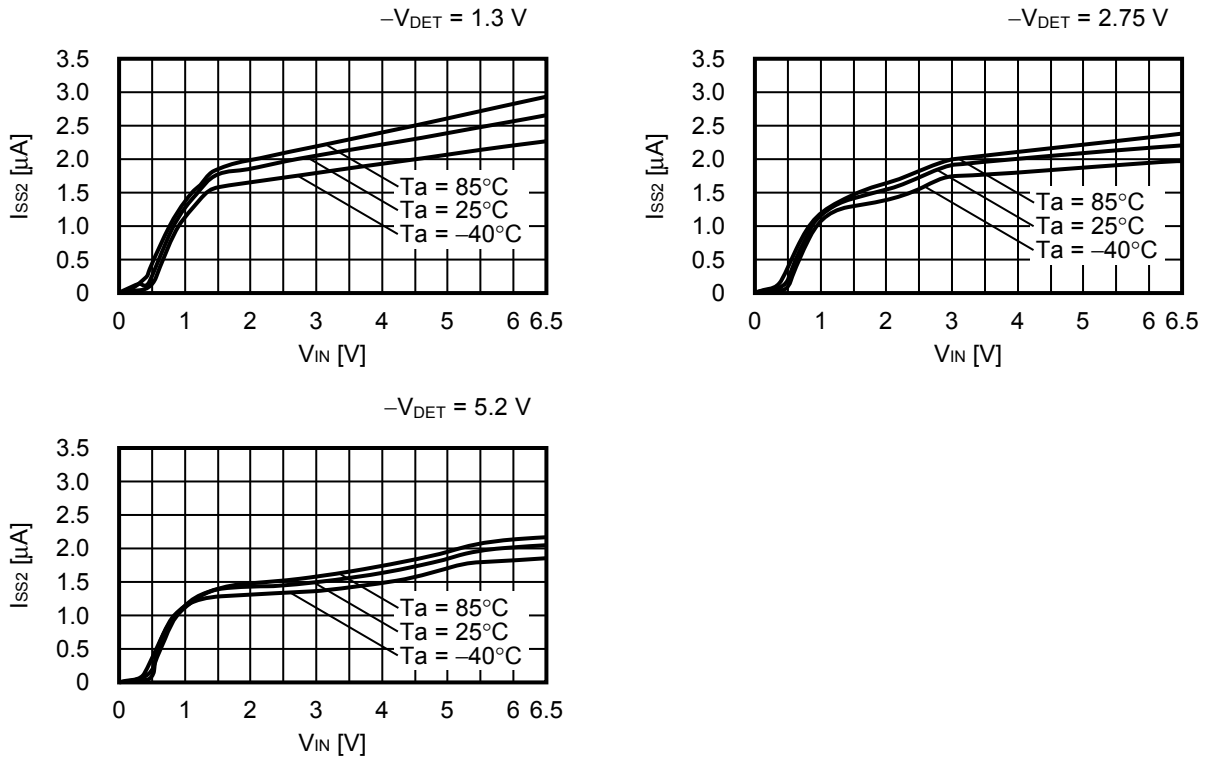 −VDET = 1.3 V
3.5
3.0
2.5
2.0
1.5
1.0
0.5
0
ISS2 [μA]
Ta = 85°C
Ta = 25°C
Ta = −40°C
0 1 2 3 4 5 6 6.5
VIN [V]
−VDET = 2.75 V
3.5
3.0
2.5
2.0
1.5
1.0
0.5
0
ISS2 [μA]
Ta = 85°C
Ta = 25°C
Ta = −40°C
0 1 2 3 4 5 6 6.5
VIN [V]
−VDET = 5.2 V
3.5
3.0
2.5
2.0
1.5
1.0
0.5
0
ISS2 [μA]
Ta = 85°C
Ta = 25°C
Ta = −40°C
0 1 2 3 4 5 6 6.5
VIN [V]